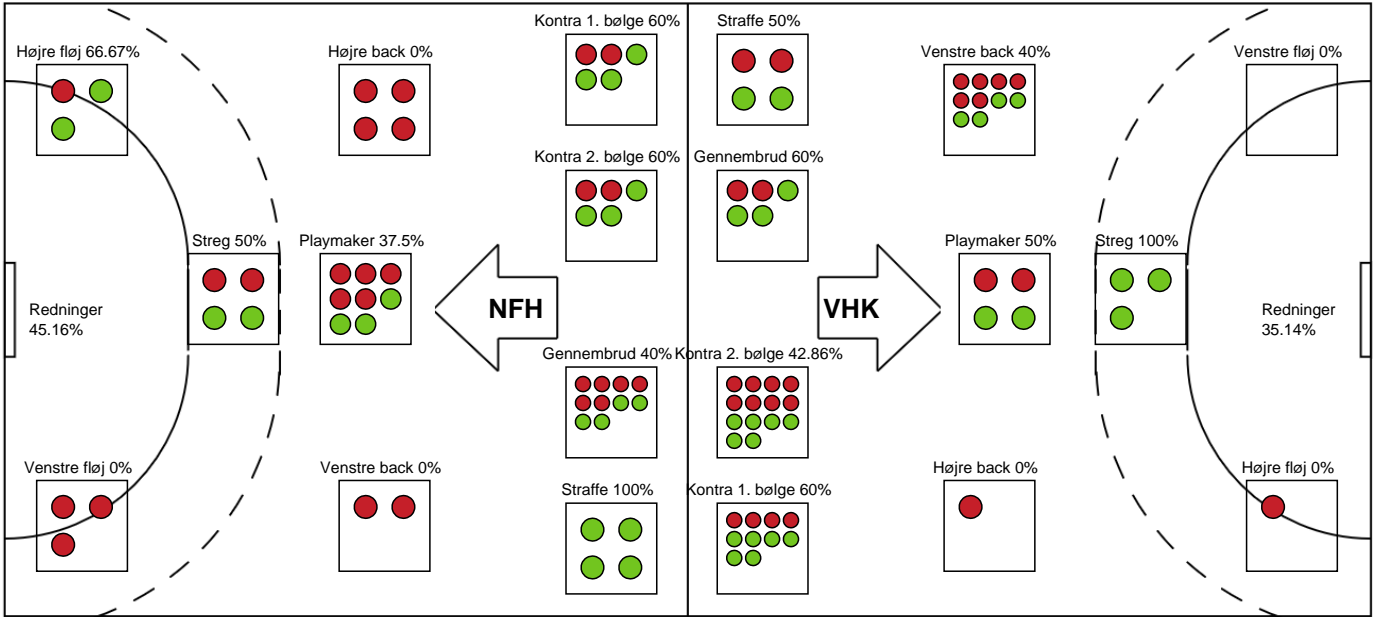 Kontra 1. bølge 60%
Straffe 50%
Højre fløj 66.67%
Højre back 0%
Venstre back 40%
Venstre fløj 0%
Kontra 2. bølge 60%
Gennembrud 60%
Streg 50%
Playmaker 37.5%
Playmaker 50%
Streg 100%
Redninger
45.16%
NFH
VHK
Redninger
35.14%
Gennembrud 40%
Kontra 2. bølge 42.86%
Venstre fløj 0%
Venstre back 0%
Højre back 0%
Højre fløj 0%
Straffe 100%
Kontra 1. bølge 60%